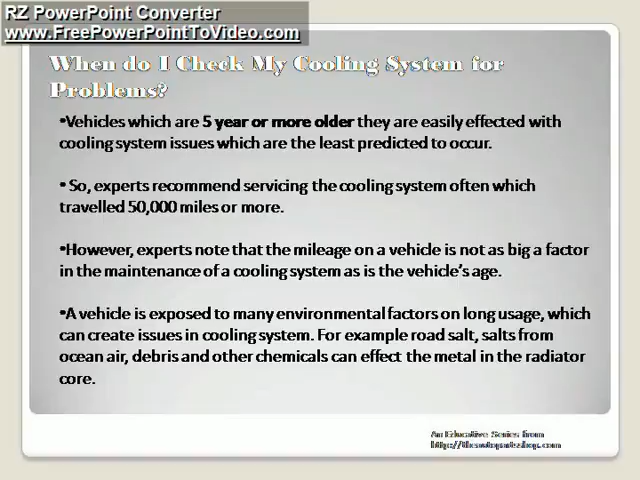 RZ PowerPoint Converter
www.FreePowerPointToVideo.com
When do I Check My Cooling System for
Problems?
•Vehicles which are 5 year or more older they are easily effected with
cooling system issues which are the least predicted to occur.
• So, experts recommend servicing the cooling system often which
travelled 50,000 miles or more.
•However, experts note that the mileage on a vehicle is not as big a factor
in the maintenance of a cooling system as is the vehicle's age.
•A vehicle is exposed to many environmental factors on long usage, which
can create issues in cooling system. For example road salt, salts from
ocean air, debris and other chemicals can effect the metal in the radiator
core.
An Educative Series from